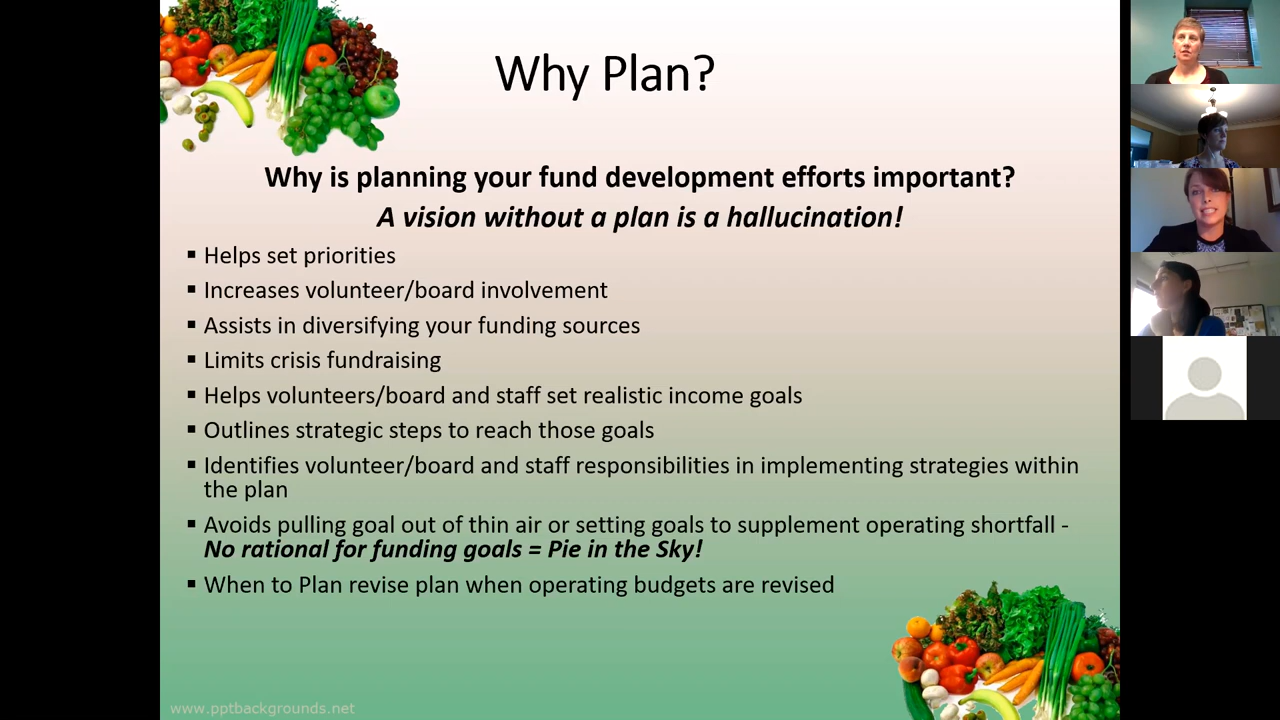 Why Plan?
Why is planning your fund development efforts important?
A vision without a plan is a hallucination!
▪ Helps set priorities
▪ Increases volunteer/board involvement
▪ Assists in diversifying your funding sources
▪ Limits crisis fundraising
▪ Helps volunteers/board and staff set realistic income goals
▪ Outlines strategic steps to reach those goals
▪ Identifies volunteer/board and staff responsibilities in implementing strategies within
the plan
▪ Avoids pulling goal out of thin air or setting goals to supplement operating shortfall -
No rational for funding goals = Pie in the Sky!
▪ When to Plan revise plan when operating budgets are revised
www.pptbackgrounds.net